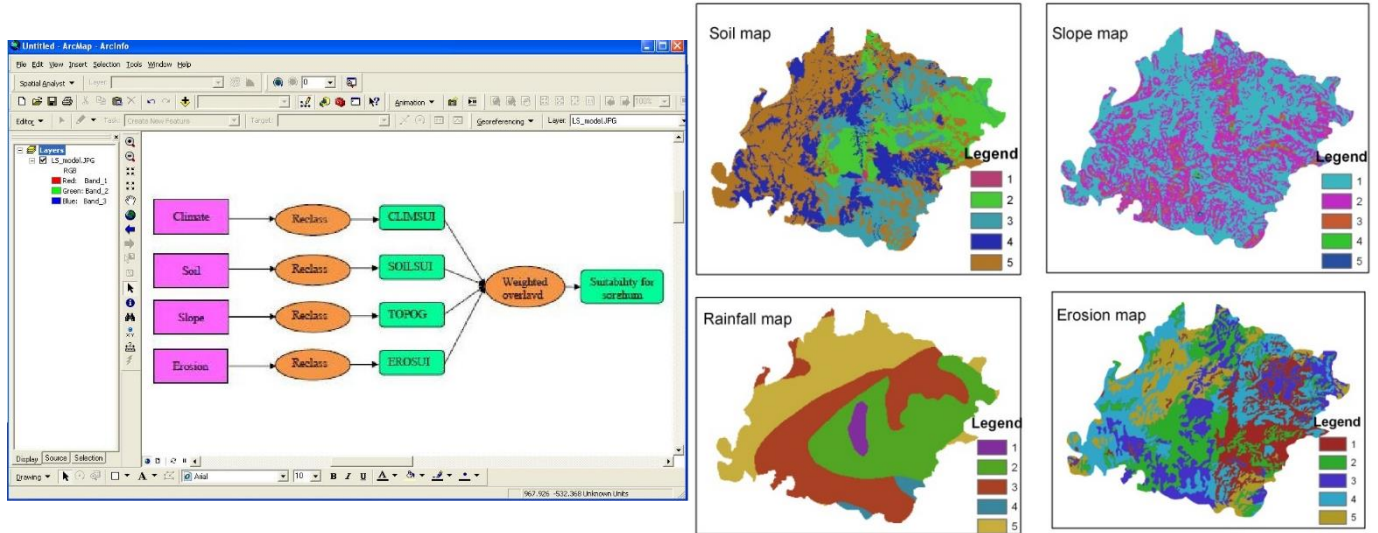 Untitled - ArcMap - ArcInfo
File Edit View Insert Selection Tools Window Help
Spatial Analyst Layer: 0
Animation 100%
Editor Task: Create New Feature Target: Georeferencing Layer: LS_model.JPG
Layers
LS_model.JPG
RGB
Red: Band_1
Green: Band_2
Blue: Band_3
Climate Reclass CLIMSUI
Soil Reclass SOILSUI
Weighted
overlayd
Suitability for
sorghum
Slope Reclass TOPOG
Erosion Reclass EROSUI
Display Source Selection
Drawing A Arial 10 B I U A
967.926 -532.368 Unknown Units
Soil map
Legend
1
2
3
4
5
Slope map
Legend
1
2
3
4
5
Rainfall map
Legend
1
2
3
4
5
Erosion map
Legend
1
2
3
4
5